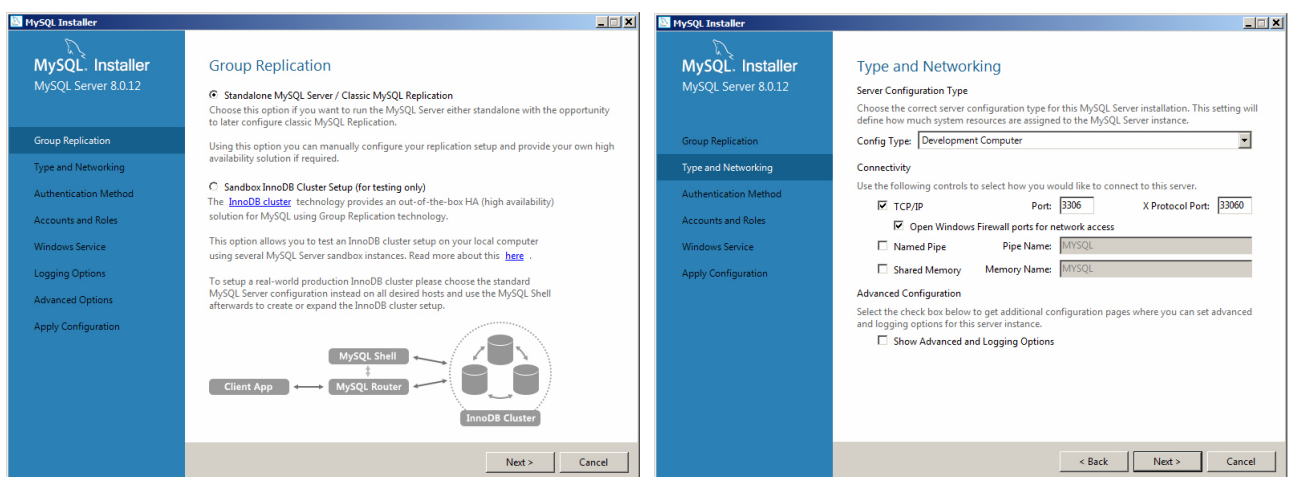 MySQL Installer
MySQL. Installer
MySQL Server 8.0.12
Group Replication
Type and Networking
Authentication Method
Accounts and Roles
Windows Service
Logging Options
Advanced Options
Apply Configuration
Group Replication
Standalone MySQL Server / Classic MySQL Replication
Choose this option if you want to run the MySQL Server either standalone with the opportunity
to later configure classic MySQL Replication.
Using this option you can manually configure your replication setup and provide your own high
availability solution if required.
Sandbox InnoDB Cluster Setup (for testing only)
The InnoDB cluster technology provides an out-of-the-box HA (high availability)
solution for MySQL using Group Replication technology.
This option allows you to test an InnoDB cluster setup on your local computer
using several MySQL Server sandbox instances. Read more about this here .
To setup a real-world production InnoDB cluster please choose the standard
MySQL Server configuration instead on all desired hosts and use the MySQL Shell
afterwards to create or expand the InnoDB cluster setup.
MySQL Shell
Client App MySQL Router
InnoDB Cluster
Next > Cancel
MySQL Installer
MySQL. Installer
MySQL Server 8.0.12
Group Replication
Type and Networking
Authentication Method
Accounts and Roles
Windows Service
Apply Configuration
Type and Networking
Server Configuration Type
Choose the correct server configuration type for this MySQL Server installation. This setting will
define how much system resources are assigned to the MySQL Server instance.
Config Type: Development Computer
Connectivity
Use the following controls to select how you would like to connect to this server.
TCP/IP Port: 3306 X Protocol Port: 33060
Open Windows Firewall ports for network access
Named Pipe Pipe Name: MYSQL
Shared Memory Memory Name: MYSQL
Advanced Configuration
Select the check box below to get additional configuration pages where you can set advanced
and logging options for this server instance.
Show Advanced and Logging Options
< Back Next > Cancel